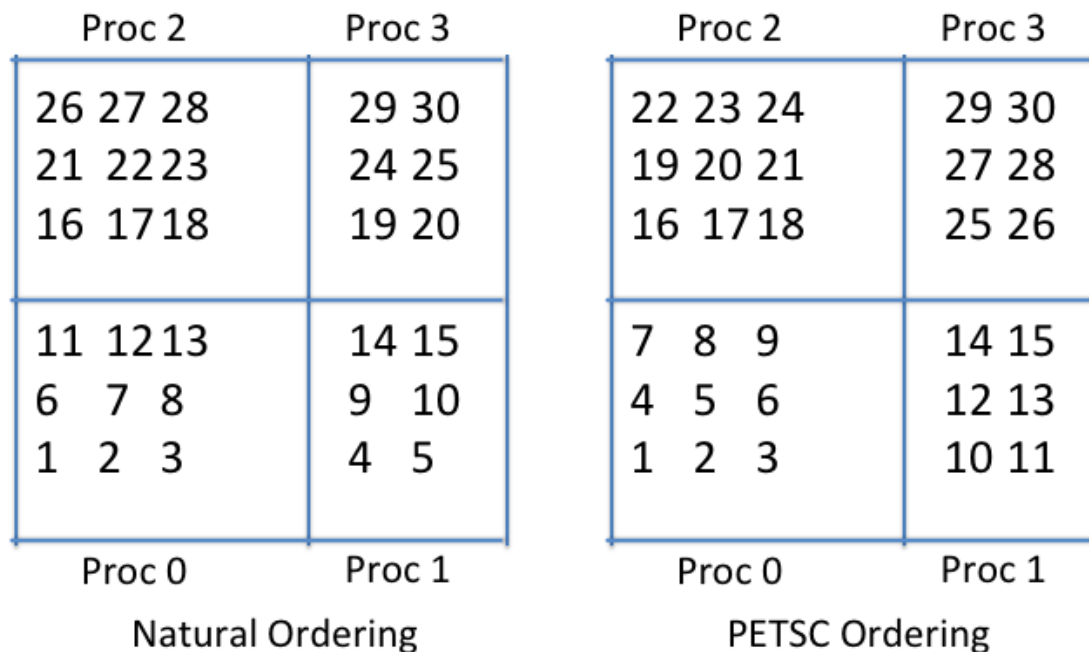 Proc 2 Proc 3 Proc 2 Proc 3
26 27 28 29 30 22 23 24 29 30
21 22 23 24 25 19 20 21 27 28
16 17 18 19 20 16 17 18 25 26
11 12 13 14 15 7 8 9 14 15
6 7 8 9 10 4 5 6 12 13
1 2 3 4 5 1 2 3 10 11
Proc 0 Proc 1 Proc 0 Proc 1
Natural Ordering PETSC Ordering